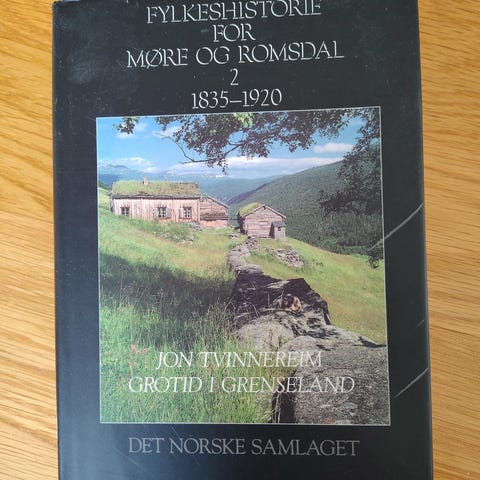 FYLKESHISTORIE
FOR
MØRE OG ROMSDAL
2
1835–1920
JON TVINNEREIM
GROTID I GRENSELAND
DET NORSKE SAMLAGET